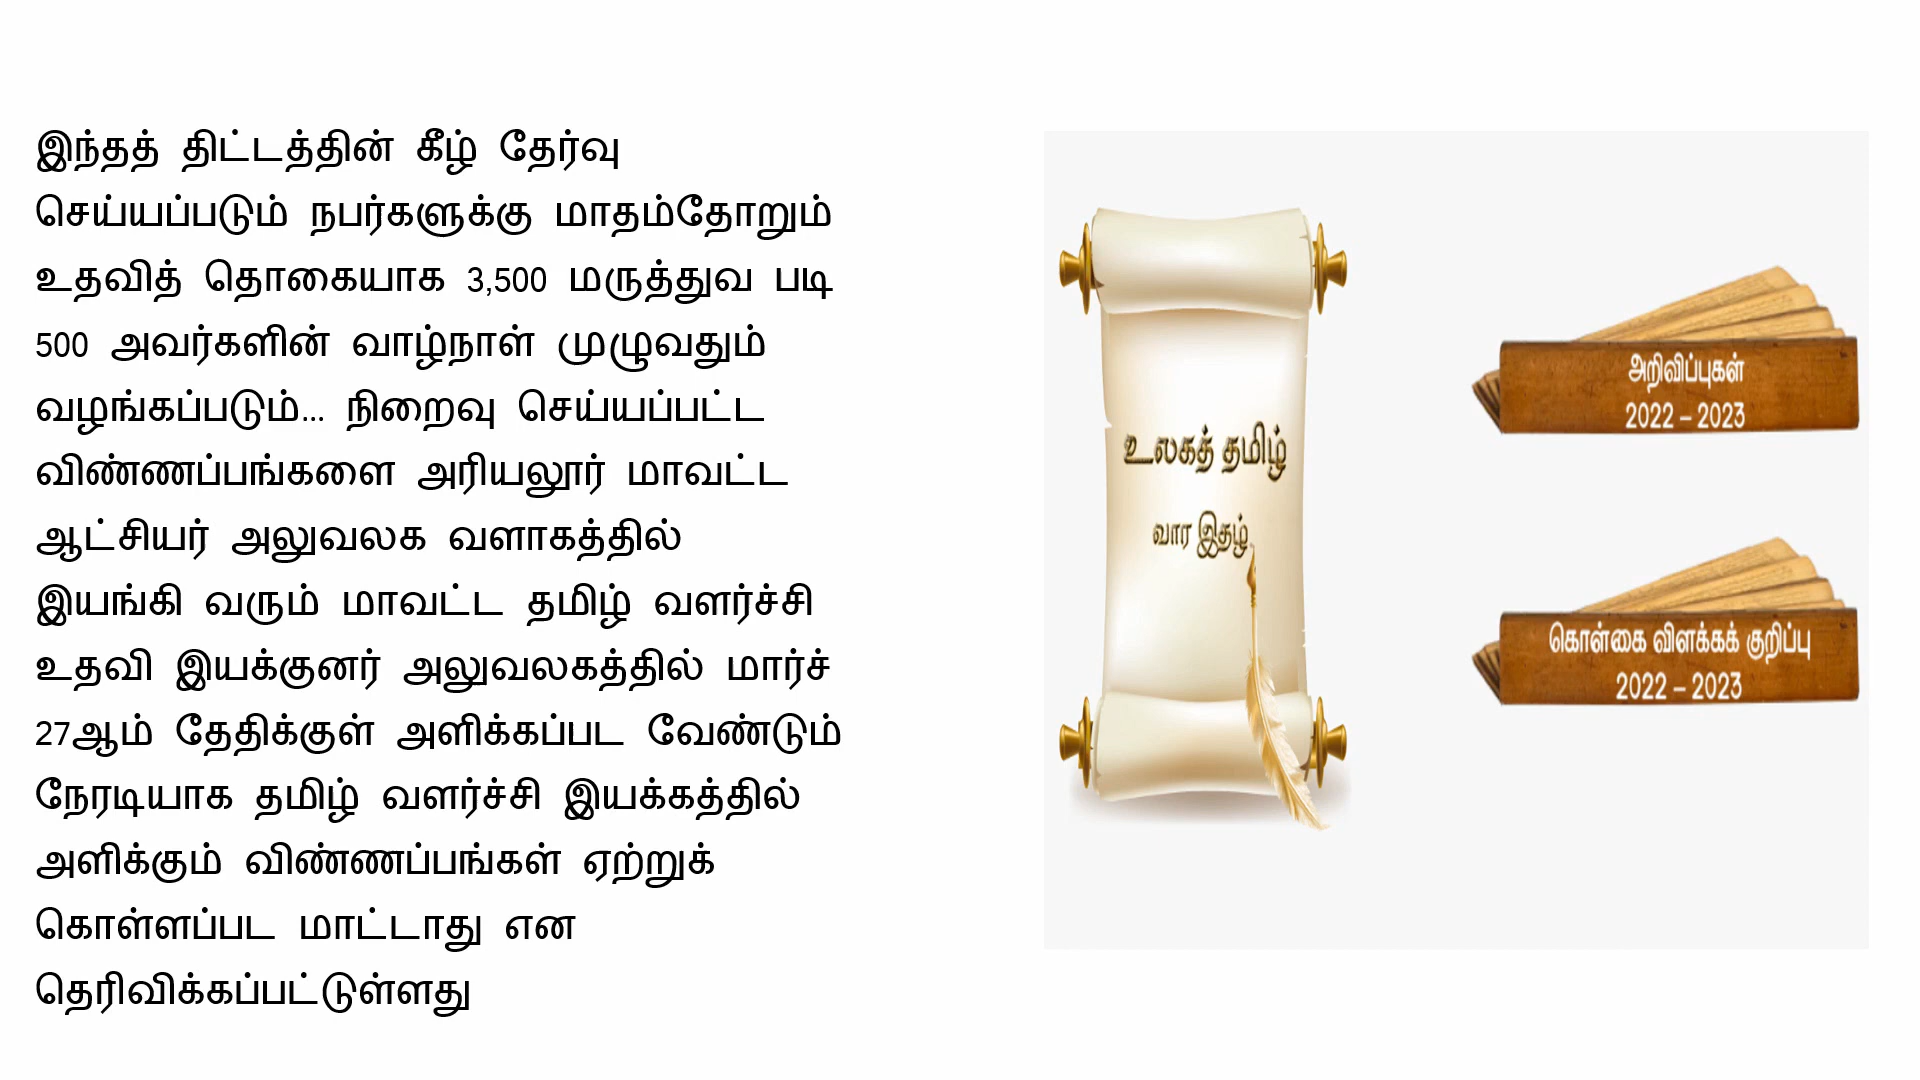 இந்தத் திட்டத்தின் கீழ் தேர்வு
செய்யப்படும் நபர்களுக்கு மாதம்தோறும்
உதவித் தொகையாக 3,500 மருத்துவ படி
500 அவர்களின் வாழ்நாள் முழுவதும்
வழங்கப்படும்... நிறைவு செய்யப்பட்ட
விண்ணப்பங்களை அரியலூர் மாவட்ட
ஆட்சியர் அலுவலக வளாகத்தில்
இயங்கி வரும் மாவட்ட தமிழ் வளர்ச்சி
உதவி இயக்குனர் அலுவலகத்தில் மார்ச்
27ஆம் தேதிக்குள் அளிக்கப்பட வேண்டும்
நேரடியாக தமிழ் வளர்ச்சி இயக்கத்தில்
அளிக்கும் விண்ணப்பங்கள் ஏற்றுக்
கொள்ளப்பட மாட்டாது என
தெரிவிக்கப்பட்டுள்ளது
உலகத் தமிழ்
வார இதழ்
அறிவிப்புகள்
2022 – 2023
கொள்கை விளக்கக் குறிப்பு
2022 – 2023